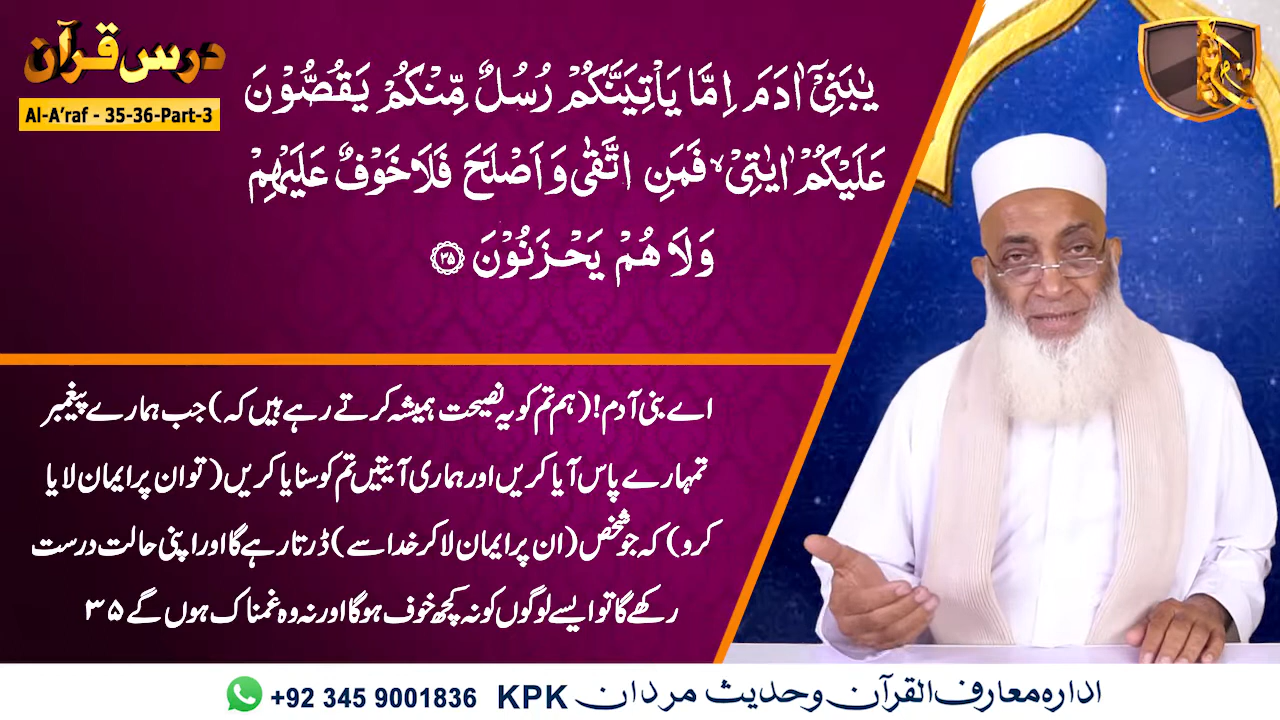 درس قرآن
Al-A'raf - 35-36-Part-3
يٰبَنِىْٓ اٰدَمَ اِمَّا يَاْتِيَنَّكُمْ رُسُلٌ مِّنْكُمْ يَقُصُّوْنَ
عَلَيْكُمْ اٰيٰتِىْ ۙ فَمَنِ اتَّقٰى وَاَصْلَحَ فَلَا خَوْفٌ عَلَيْهِمْ
وَلَا هُمْ يَحْزَنُوْنَ ۳۵
اے بنی آدم! (ہم تم کو یہ نصیحت ہمیشہ کرتے رہے ہیں کہ) جب ہمارے پیغمبر
تمہارے پاس آیا کریں اور ہماری آیتیں تم کو سنایا کریں (تو ان پر ایمان لایا
کرو) کہ جو شخص (ان پر ایمان لا کر خدا سے) ڈرتا رہے گا اور اپنی حالت درست
رکھے گا تو ایسے لوگوں کو نہ کچھ خوف ہوگا اور نہ وہ غمناک ہوں گے ۳۵
ادارہ معارف القرآن وحدیث مردان KPK +92 345 9001836